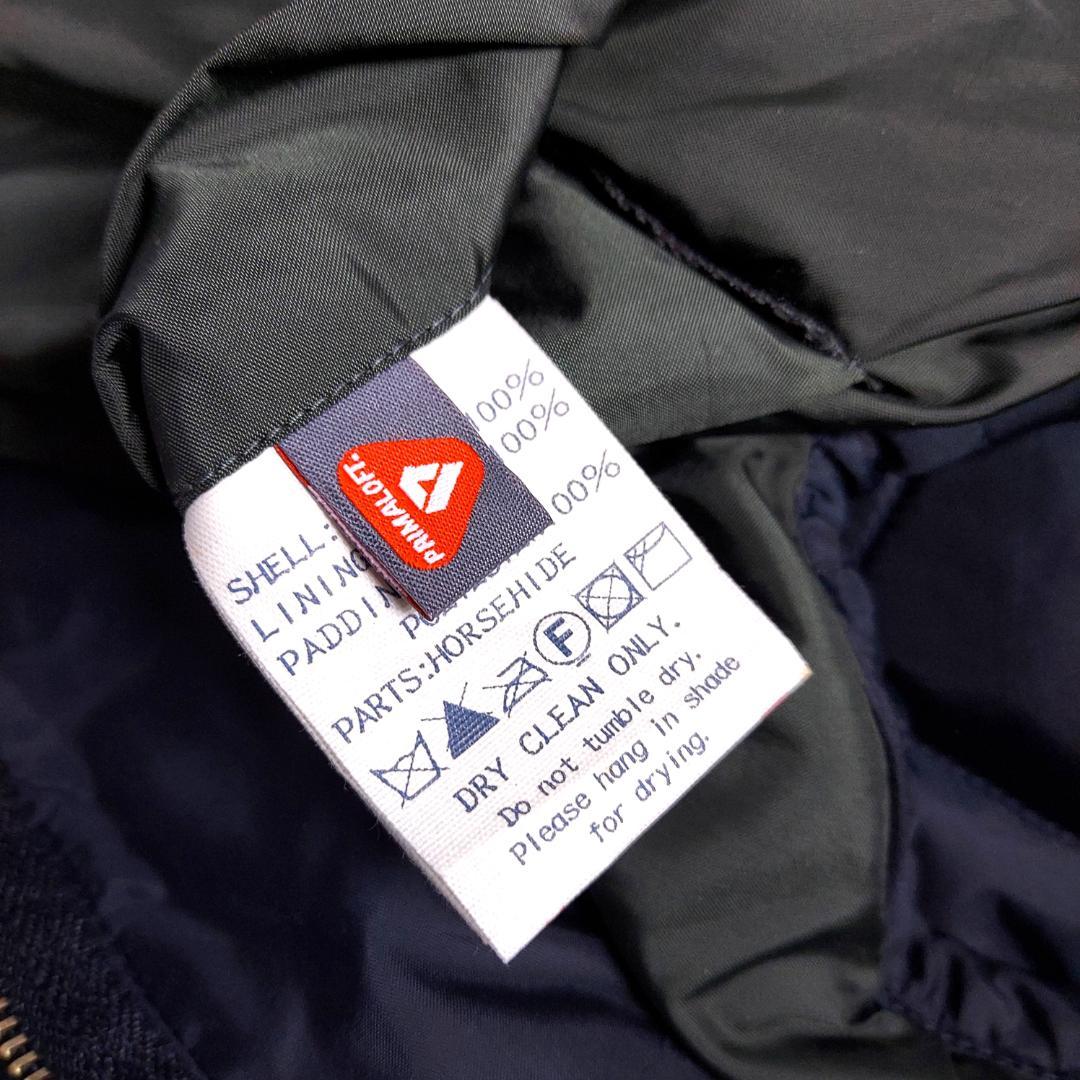 PRIMALOFT.
SHELL: 00%
LINING 00%
PADDIN
00%
PARTS:HORSEHIDE
F
DRY CLEAN ONLY.
Do not tumble dry.
Please hang in shade
for drying.